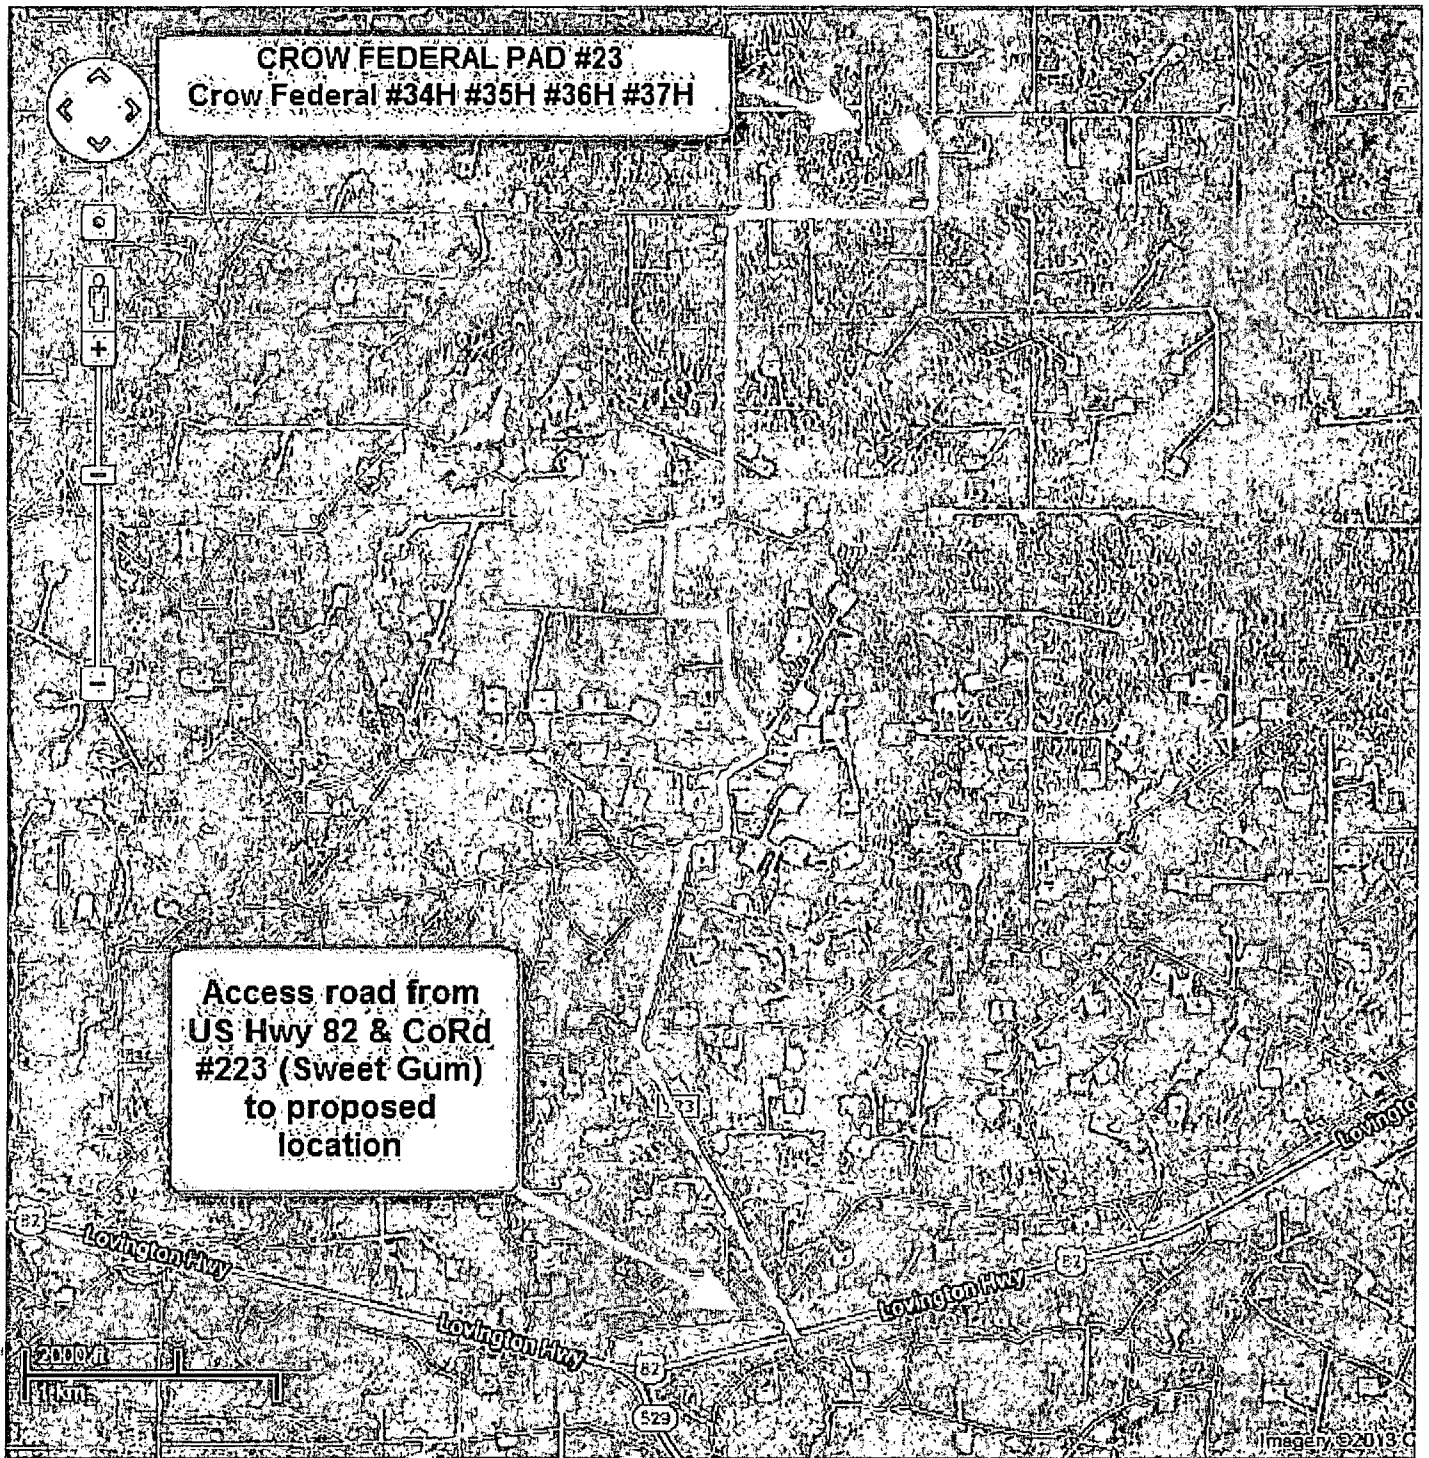 CROW FEDERAL PAD #23
Crow Federal #34H #35H #36H #37H
Access road from
US Hwy 82 & CoRd
#223 (Sweet Gum)
to proposed
location
Lovington
82
Lovington Hwy
82
Lovington Hwy
Lovington Hwy
82
529
2000 ft
1 km
Imagery ©2013